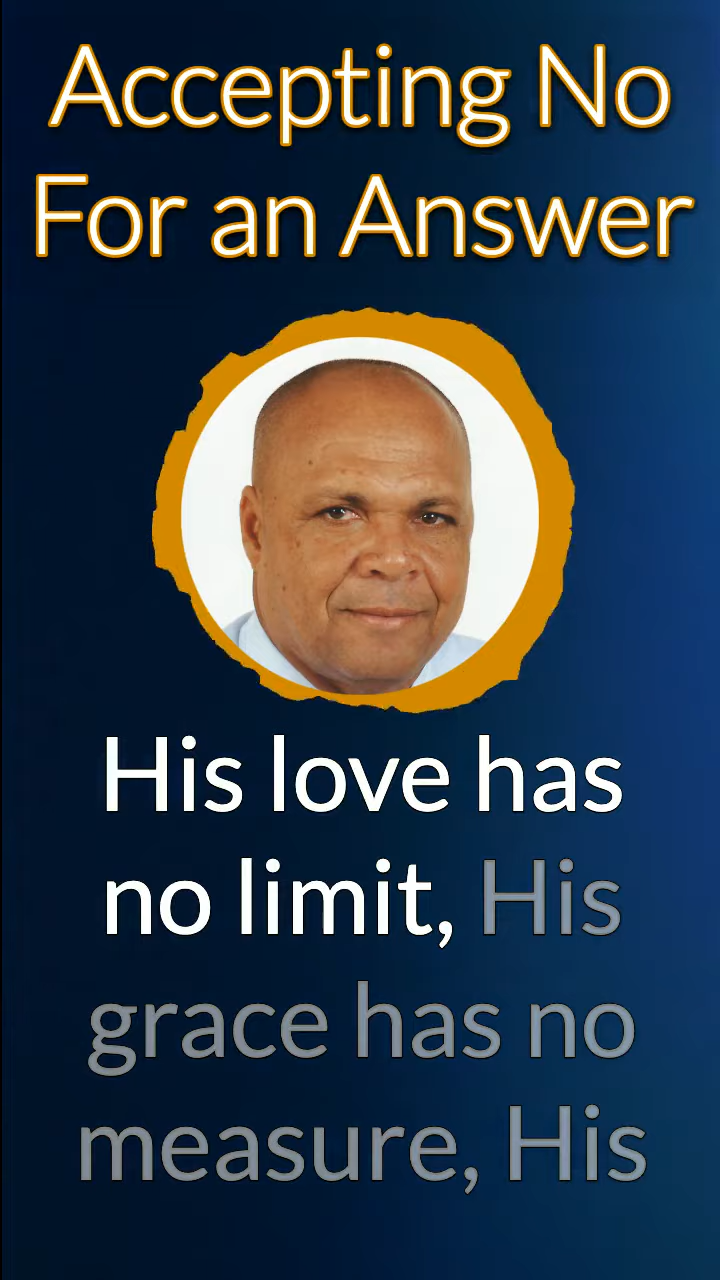 Accepting No
For an Answer
His love has
no limit, His
grace has no
measure, His